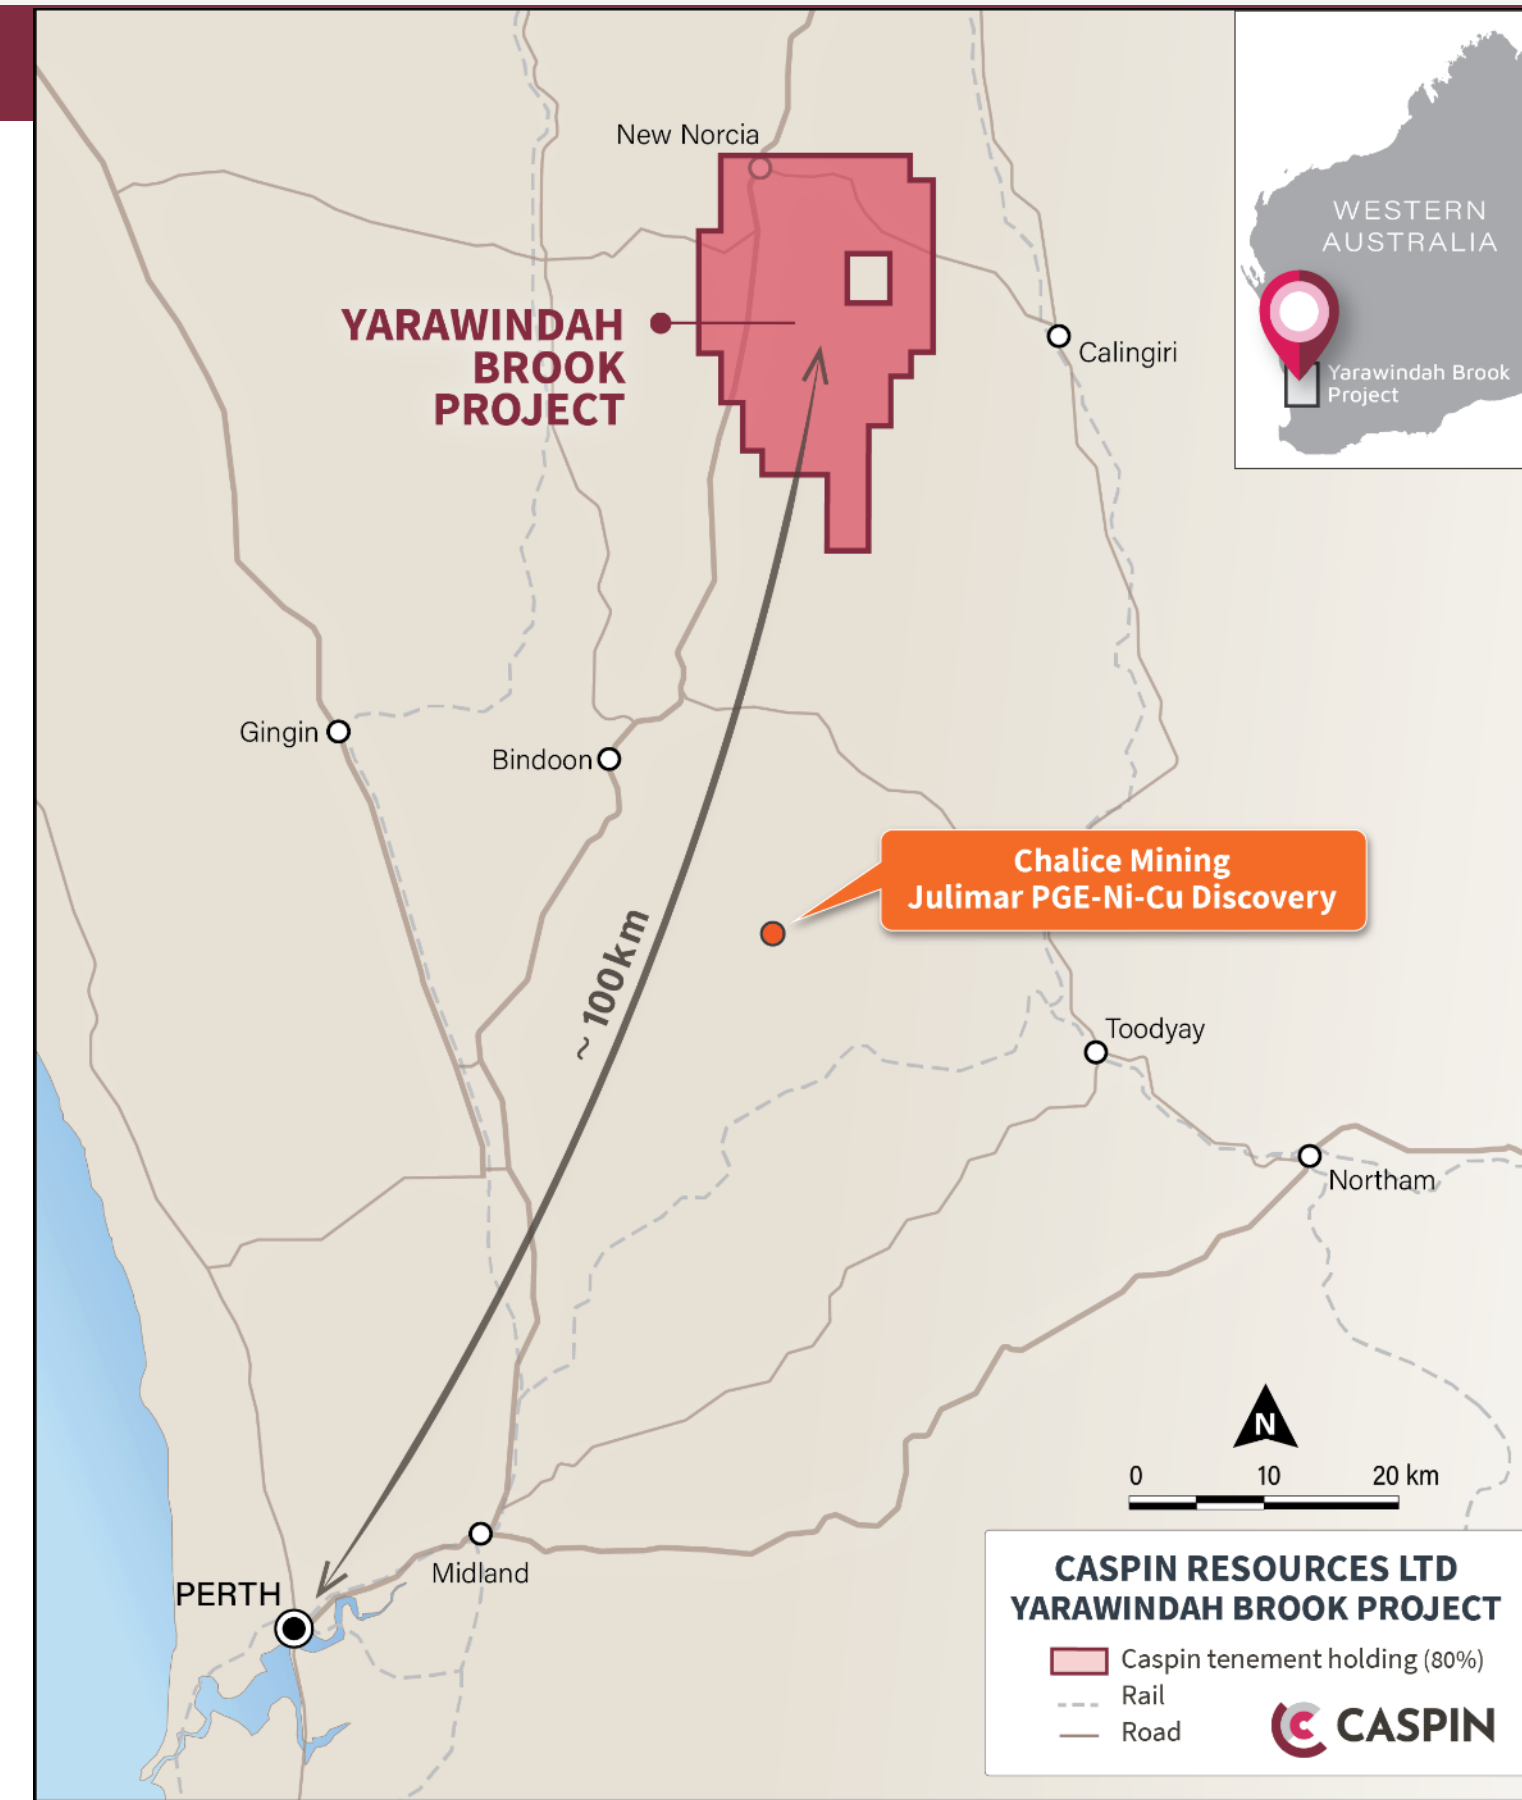 New Norcia
WESTERN
AUSTRALIA
YARAWINDAH
BROOK
PROJECT
Calingiri
Yarawindah Brook
Project
Gingin
Bindoon
Chalice Mining
Julimar PGE-Ni-Cu Discovery
~ 100km
Toodyay
Northam
N
0 10 20 km
Midland
PERTH
CASPIN RESOURCES LTD
YARAWINDAH BROOK PROJECT
Caspin tenement holding (80%)
Rail
Road
CASPIN